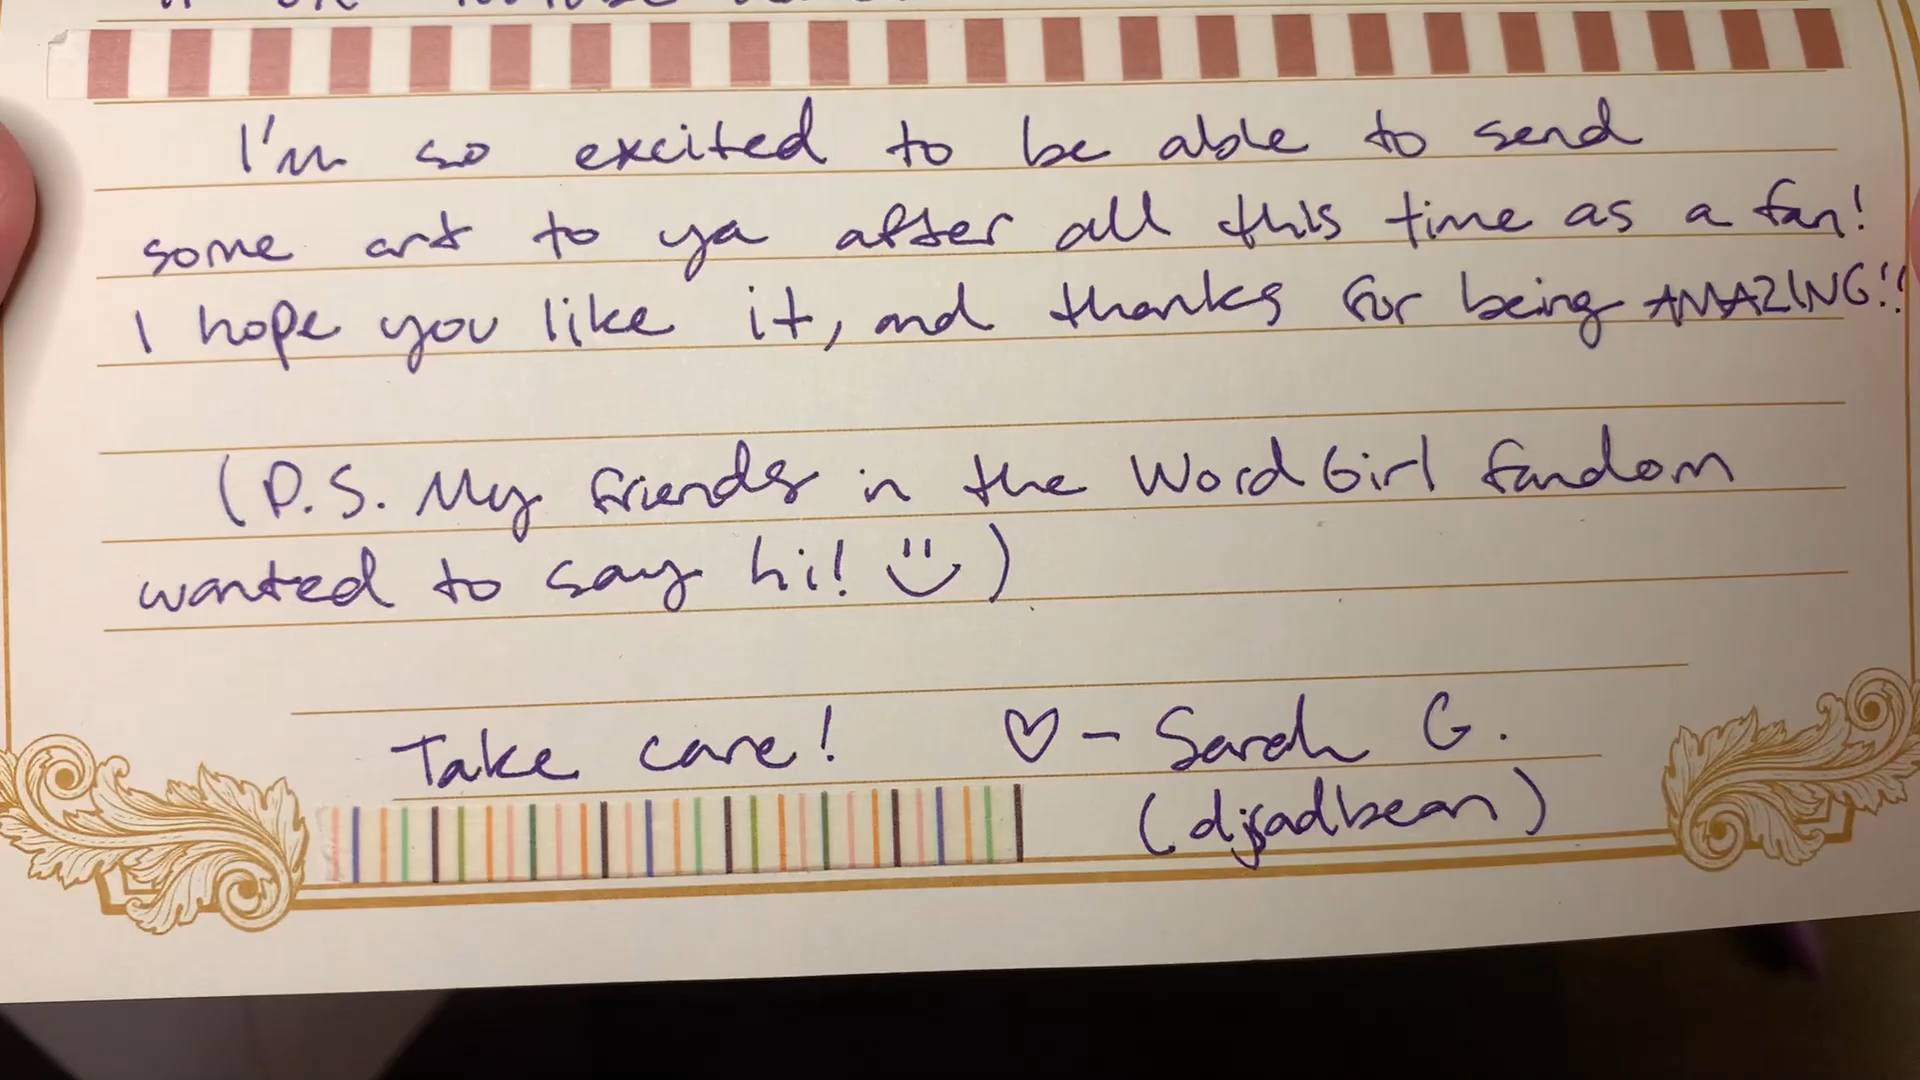 I'm so excited to be able to send
some art to ya after all this time as a fan!
I hope you like it, and thanks for being AMAZING!!
(P.S. My friends in the WordGirl fandom
wanted to say hi! )
Take care! ♡ - Sarah G.
(djsadbean)